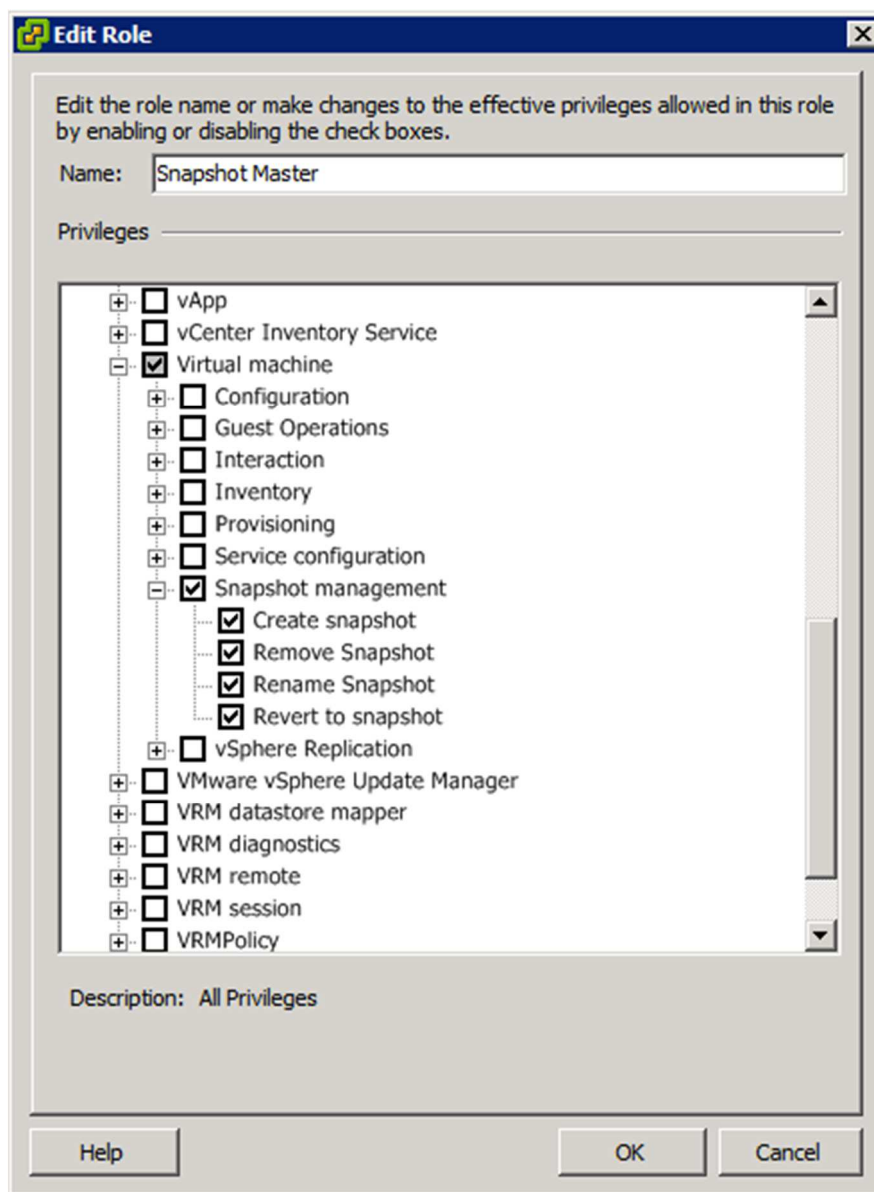 Edit Role
Edit the role name or make changes to the effective privileges allowed in this role
by enabling or disabling the check boxes.
Name: Snapshot Master
Privileges
vApp
vCenter Inventory Service
Virtual machine
Configuration
Guest Operations
Interaction
Inventory
Provisioning
Service configuration
Snapshot management
Create snapshot
Remove Snapshot
Rename Snapshot
Revert to snapshot
vSphere Replication
VMware vSphere Update Manager
VRM datastore mapper
VRM diagnostics
VRM remote
VRM session
VRMPolicy
Description: All Privileges
Help OK Cancel